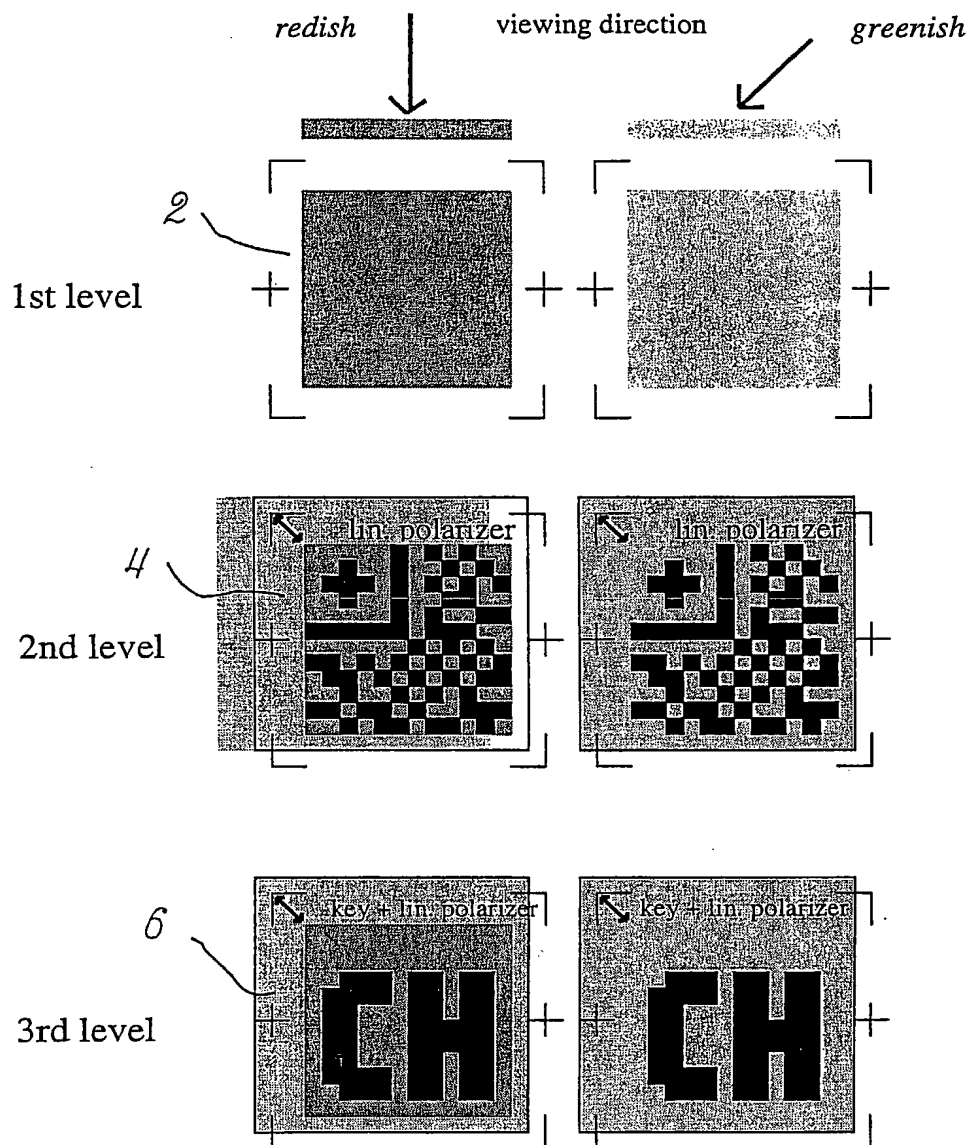 redish viewing direction greenish
2
1st level
lin. polarizer lin. polarizer
4
2nd level
-key + lin. polarizer key + lin. polarizer
6
CH CH
3rd level